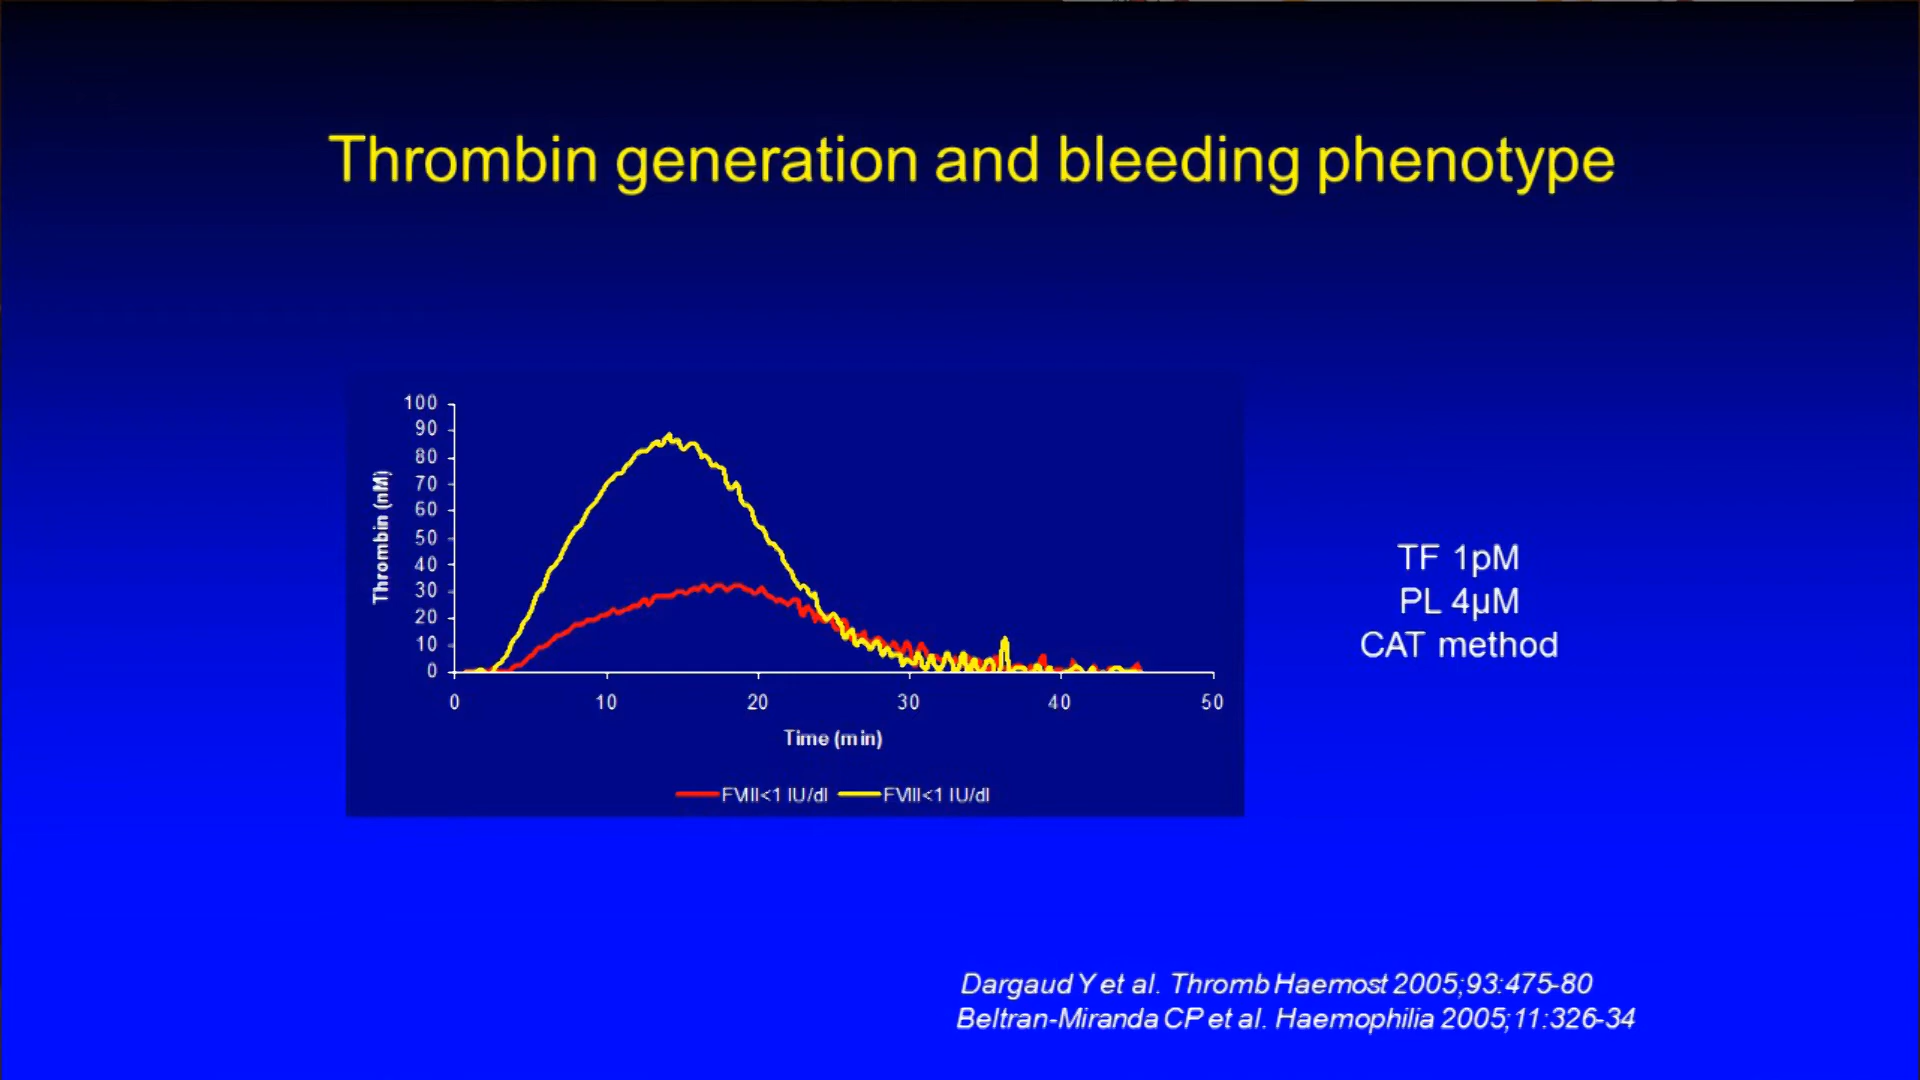 Thrombin generation and bleeding phenotype
100
90
80
70
60
50
40
30
20
10
0
Thrombin (nM)
0 10 20 30 40 50
Time (min)
FVIII<1 IU/dl FVIII<1 IU/dl
TF 1pM
PL 4µM
CAT method
Dargaud Y et al. Thromb Haemost 2005;93:475-80
Beltran-Miranda CP et al. Haemophilia 2005;11:326-34